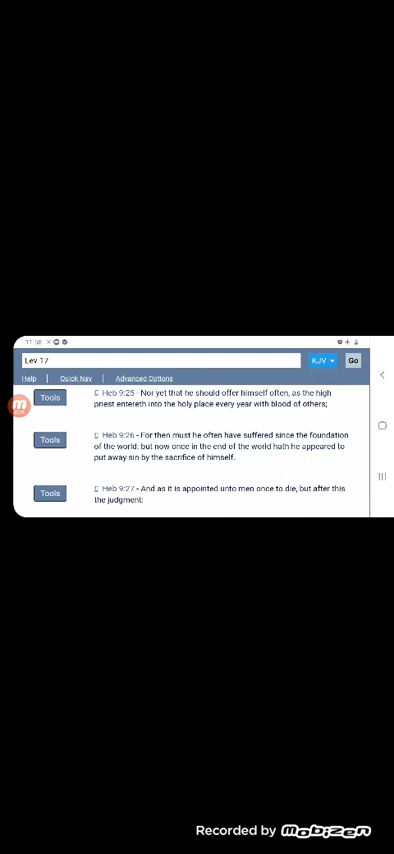 11:58
Lev 17
KJV
Go
Help | Quick Nav | Advanced Options
Tools
Heb 9:25 - Nor yet that he should offer himself often, as the high
priest entereth into the holy place every year with blood of others;
Tools
Heb 9:26 - For then must he often have suffered since the foundation
of the world: but now once in the end of the world hath he appeared to
put away sin by the sacrifice of himself.
Tools
Heb 9:27 - And as it is appointed unto men once to die, but after this
the judgment:
Recorded by mobizen